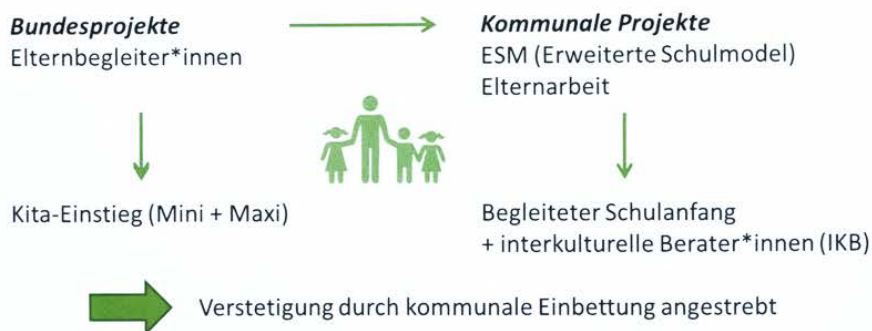 Bundesprojekte
Elternbegleiter*innen
Kommunale Projekte
ESM (Erweiterte Schulmodel)
Elternarbeit
Kita-Einstieg (Mini + Maxi)
Begleiteter Schulanfang
+ interkulturelle Berater*innen (IKB)
Verstetigung durch kommunale Einbettung angestrebt